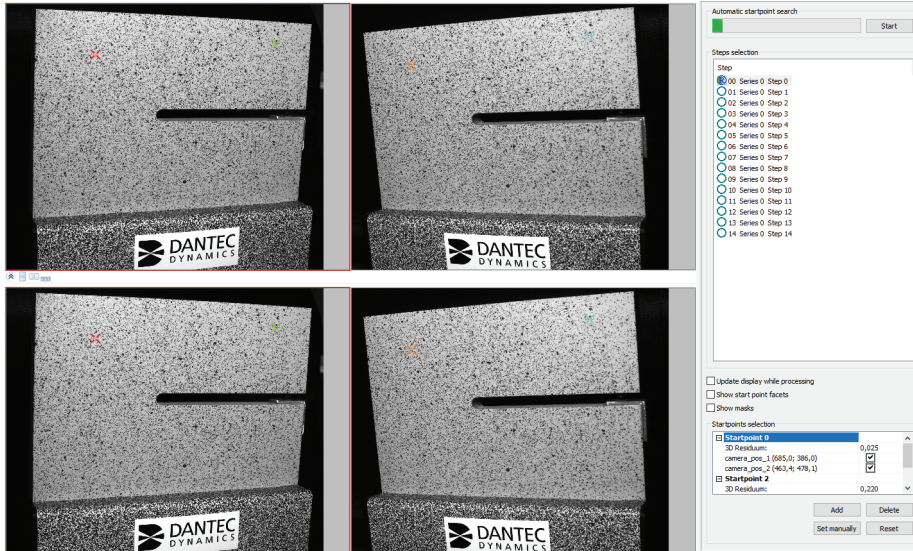 DANTEC
DYNAMICS
DANTEC
DYNAMICS
DANTEC
DYNAMICS
DANTEC
DYNAMICS
Automatic startpoint search
Start
Steps selection
Step
00 Series 0 Step 0
01 Series 0 Step 1
02 Series 0 Step 2
03 Series 0 Step 3
04 Series 0 Step 4
05 Series 0 Step 5
06 Series 0 Step 6
07 Series 0 Step 7
08 Series 0 Step 8
09 Series 0 Step 9
10 Series 0 Step 10
11 Series 0 Step 11
12 Series 0 Step 12
13 Series 0 Step 13
14 Series 0 Step 14
Update display while processing
Show start point facets
Show masks
Startpoints selection
Startpoint 0
3D Residuum: 0,025
camera_pos_1 (685,0; 386,0)
camera_pos_2 (463,4; 478,1)
Startpoint 2
3D Residuum: 0,220
Add Delete
Set manually Reset